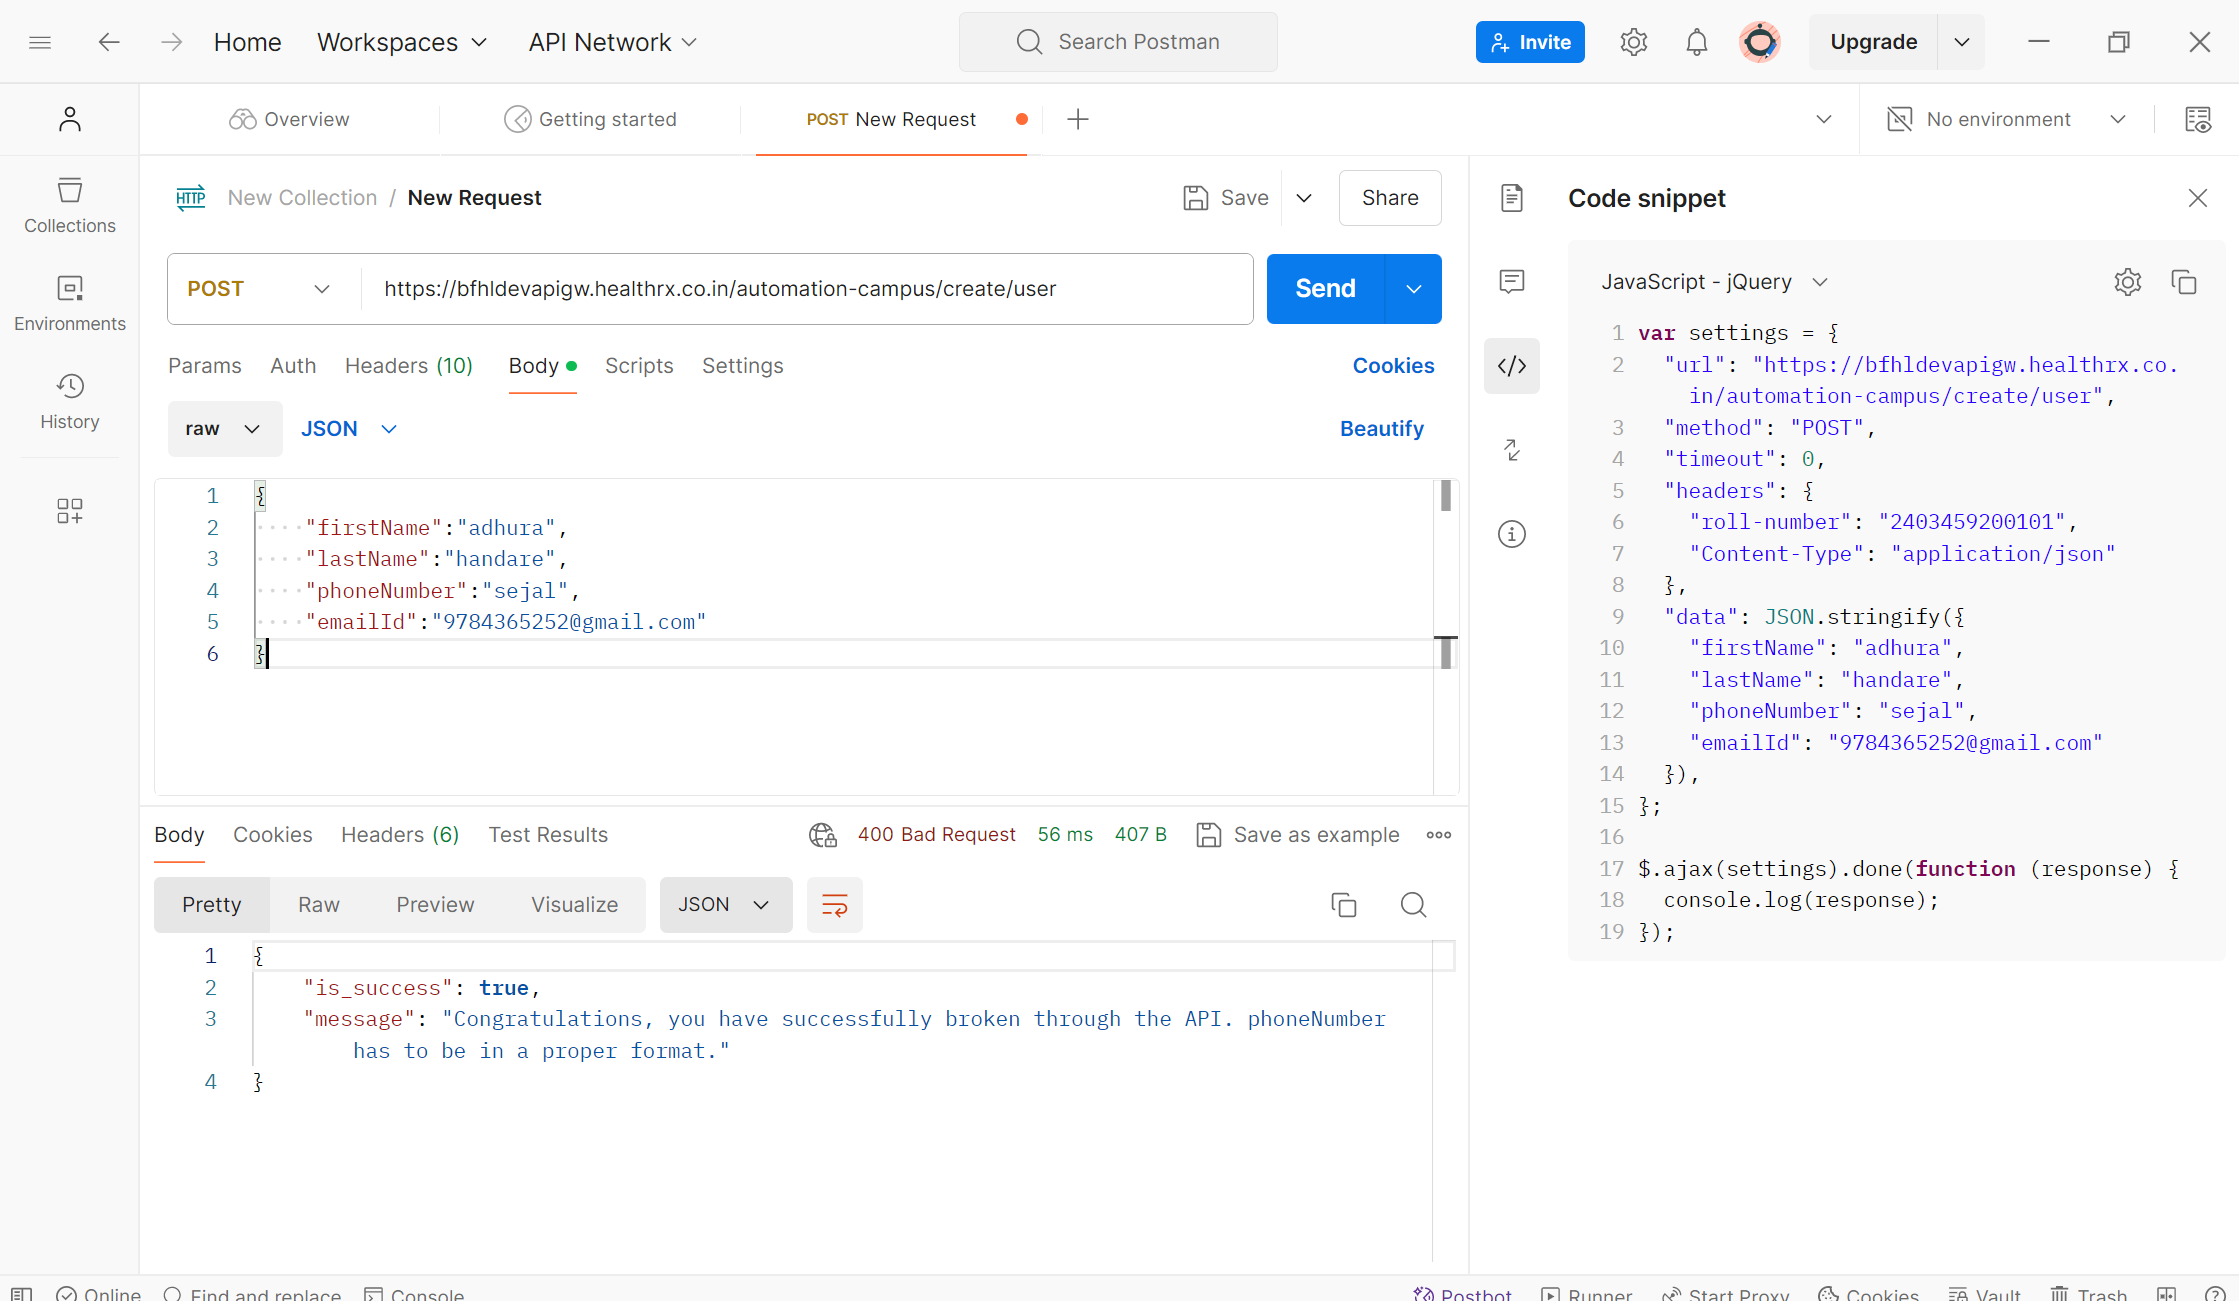 Home Workspaces API Network Search Postman Invite Upgrade
Overview Getting started POST New Request No environment
Collections
Environments
History
HTTP New Collection / New Request Save Share
POST https://bfhldevapigw.healthrx.co.in/automation-campus/create/user Send
Params Auth Headers (10) Body Scripts Settings Cookies
raw JSON Beautify
1 {
2 "firstName":"adhura",
3 "lastName":"handare",
4 "phoneNumber":"sejal",
5 "emailId":"9784365252@gmail.com"
6 }
Body Cookies Headers (6) Test Results 400 Bad Request 56 ms 407 B Save as example
Pretty Raw Preview Visualize JSON
1 {
2 "is_success": true,
3 "message": "Congratulations, you have successfully broken through the API. phoneNumber
has to be in a proper format."
4 }
Code snippet
JavaScript - jQuery
1 var settings = {
2 "url": "https://bfhldevapigw.healthrx.co.
in/automation-campus/create/user",
3 "method": "POST",
4 "timeout": 0,
5 "headers": {
6 "roll-number": "2403459200101",
7 "Content-Type": "application/json"
8 },
9 "data": JSON.stringify({
10 "firstName": "adhura",
11 "lastName": "handare",
12 "phoneNumber": "sejal",
13 "emailId": "9784365252@gmail.com"
14 }),
15 };
16
17 $.ajax(settings).done(function (response) {
18 console.log(response);
19 });
Online Find and replace Console Postbot Runner Start Proxy Cookies Vault Trash